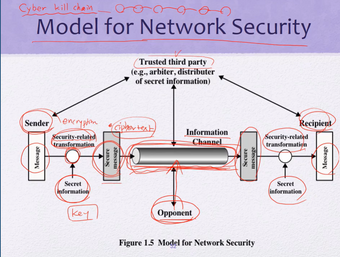 Cyber kill chain
Model for Network Security
Trusted third party
(e.g., arbiter, distributer
of secret information)
Sender
encryption
Recipient
Security-related
transformation
ciphertext
Information
Channel
Security-related
transformation
Message
Secure
message
Secure
message
Message
Secret
information
Secret
information
Key
Opponent
Figure 1.5 Model for Network Security